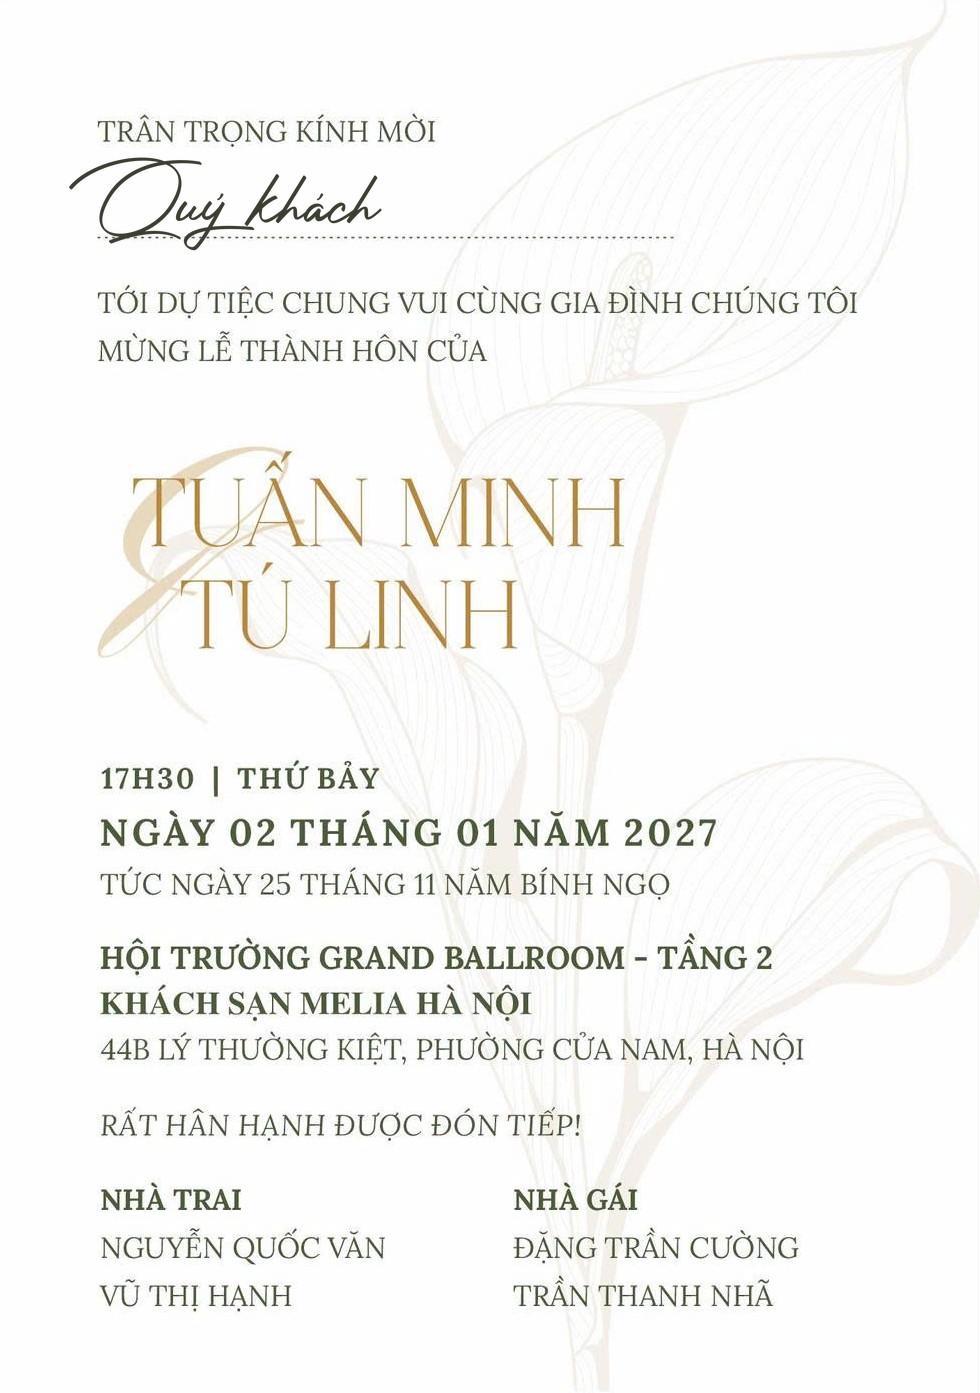 TRÂN TRỌNG KÍNH MỜI
Quý khách
TỚI DỰ TIỆC CHUNG VUI CÙNG GIA ĐÌNH CHÚNG TÔI
MỪNG LỄ THÀNH HÔN CỦA
TUẤN MINH
&
TÚ LINH
17H30 | THỨ BẢY
NGÀY 02 THÁNG 01 NĂM 2027
TỨC NGÀY 25 THÁNG 11 NĂM BÍNH NGỌ
HỘI TRƯỜNG GRAND BALLROOM - TẦNG 2
KHÁCH SẠN MELIA HÀ NỘI
44B LÝ THƯỜNG KIỆT, PHƯỜNG CỬA NAM, HÀ NỘI
RẤT HÂN HẠNH ĐƯỢC ĐÓN TIẾP!
NHÀ TRAI
NGUYỄN QUỐC VĂN
VŨ THỊ HẠNH
NHÀ GÁI
ĐẶNG TRẦN CƯỜNG
TRẦN THANH NHÃ